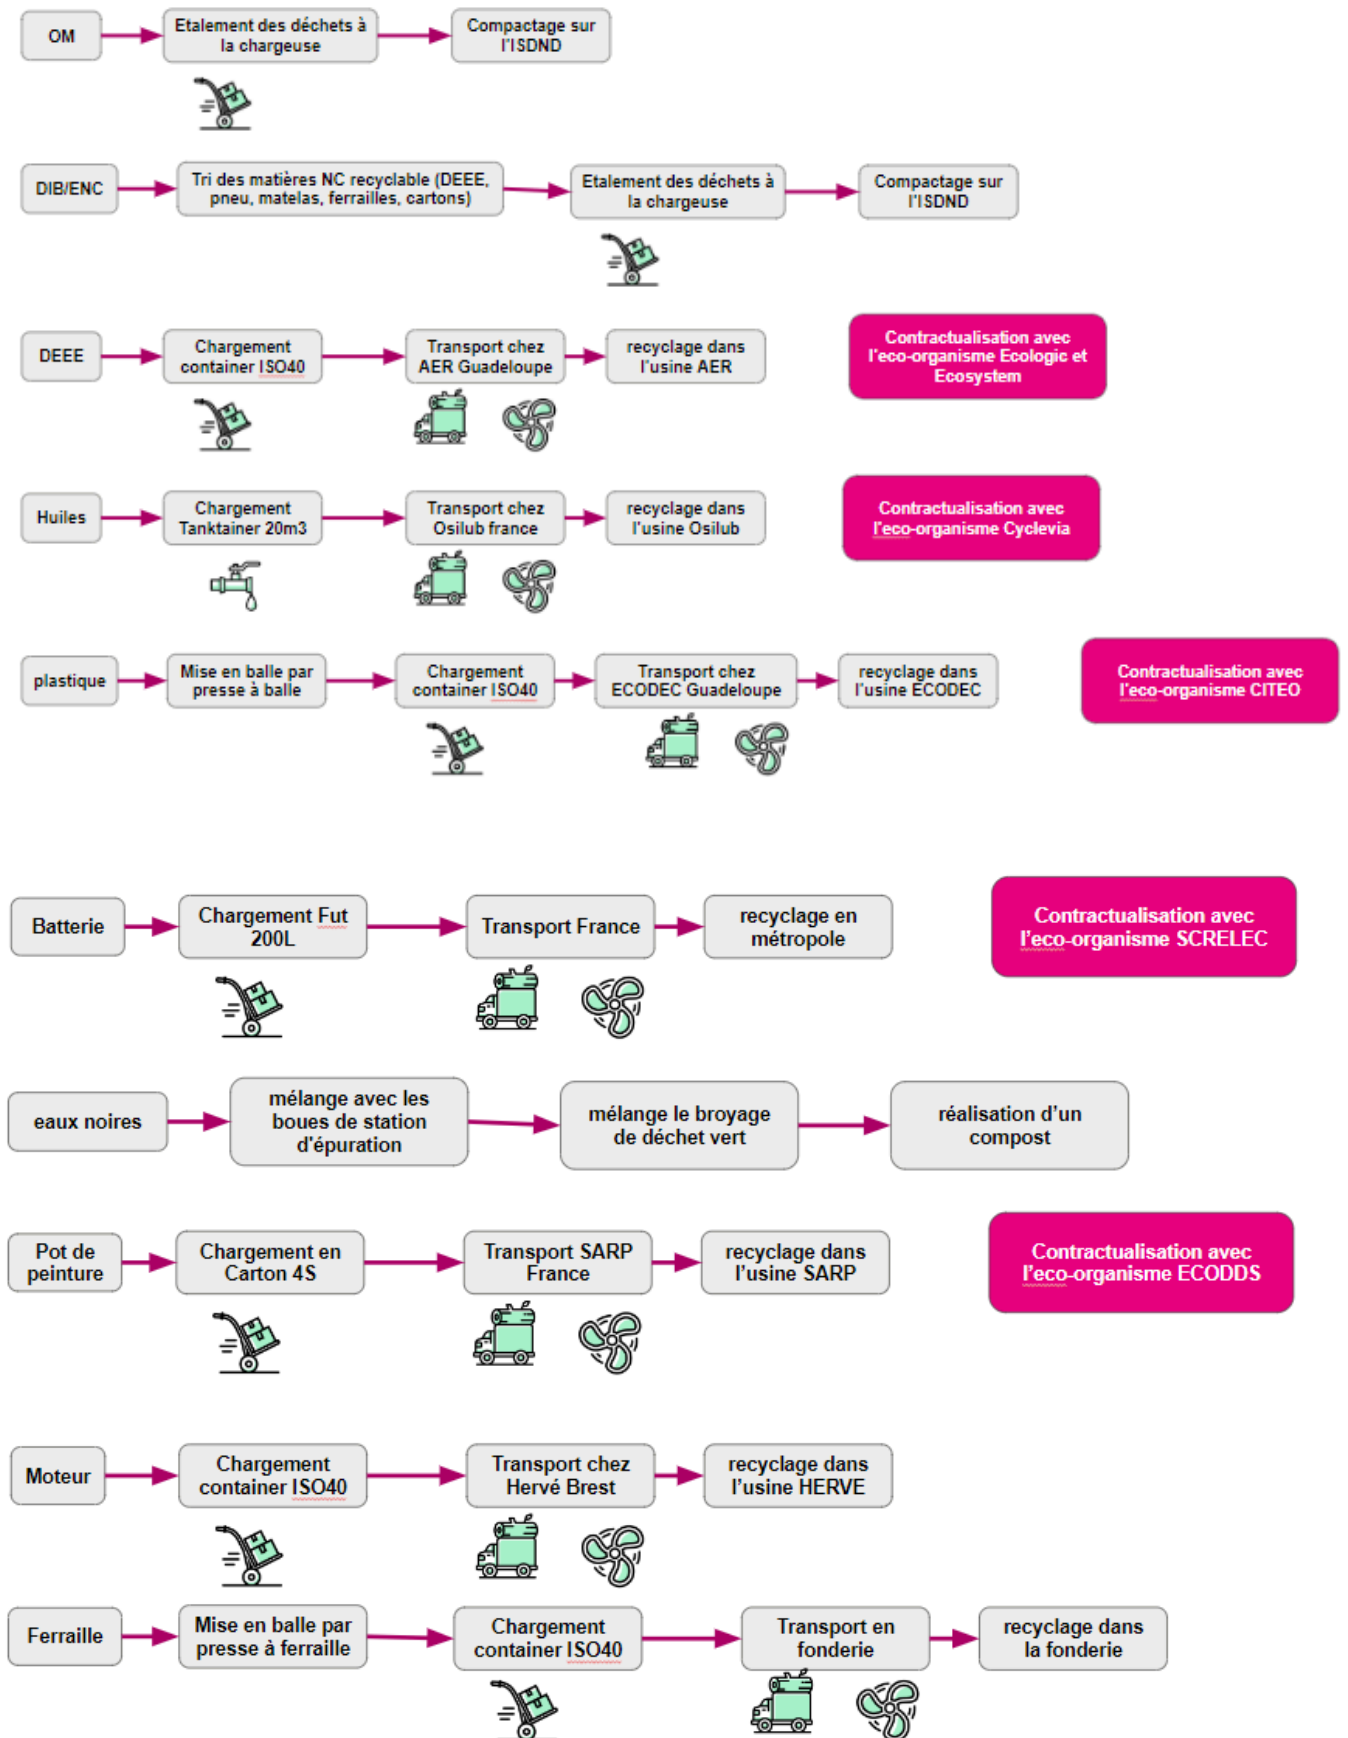 OM
Etalement des déchets à
la chargeuse
Compactage sur
l'ISDND
DIB/ENC
Tri des matières NC recyclable (DEEE,
pneu, matelas, ferrailles, cartons)
Etalement des déchets à
la chargeuse
Compactage sur
l'ISDND
DEEE
Chargement
container ISO40
Transport chez
AER Guadeloupe
recyclage dans
l'usine AER
Contractualisation avec
l'eco-organisme Ecologic et
Ecosystem
Huiles
Chargement
Tanktainer 20m3
Transport chez
Osilub france
recyclage dans
l'usine Osilub
Contractualisation avec
l'eco-organisme Cyclevia
plastique
Mise en balle par
presse à balle
Chargement
container ISO40
Transport chez
ECODEC Guadeloupe
recyclage dans
l'usine ECODEC
Contractualisation avec
l'eco-organisme CITEO
Batterie
Chargement Fut
200L
Transport France
recyclage en
métropole
Contractualisation avec
l'eco-organisme SCRELEC
eaux noires
mélange avec les
boues de station
d'épuration
mélange le broyage
de déchet vert
réalisation d'un
compost
Pot de
peinture
Chargement en
Carton 4S
Transport SARP
France
recyclage dans
l'usine SARP
Contractualisation avec
l'eco-organisme ECODDS
Moteur
Chargement
container ISO40
Transport chez
Hervé Brest
recyclage dans
l'usine HERVE
Ferraille
Mise en balle par
presse à ferraille
Chargement
container ISO40
Transport en
fonderie
recyclage dans
la fonderie